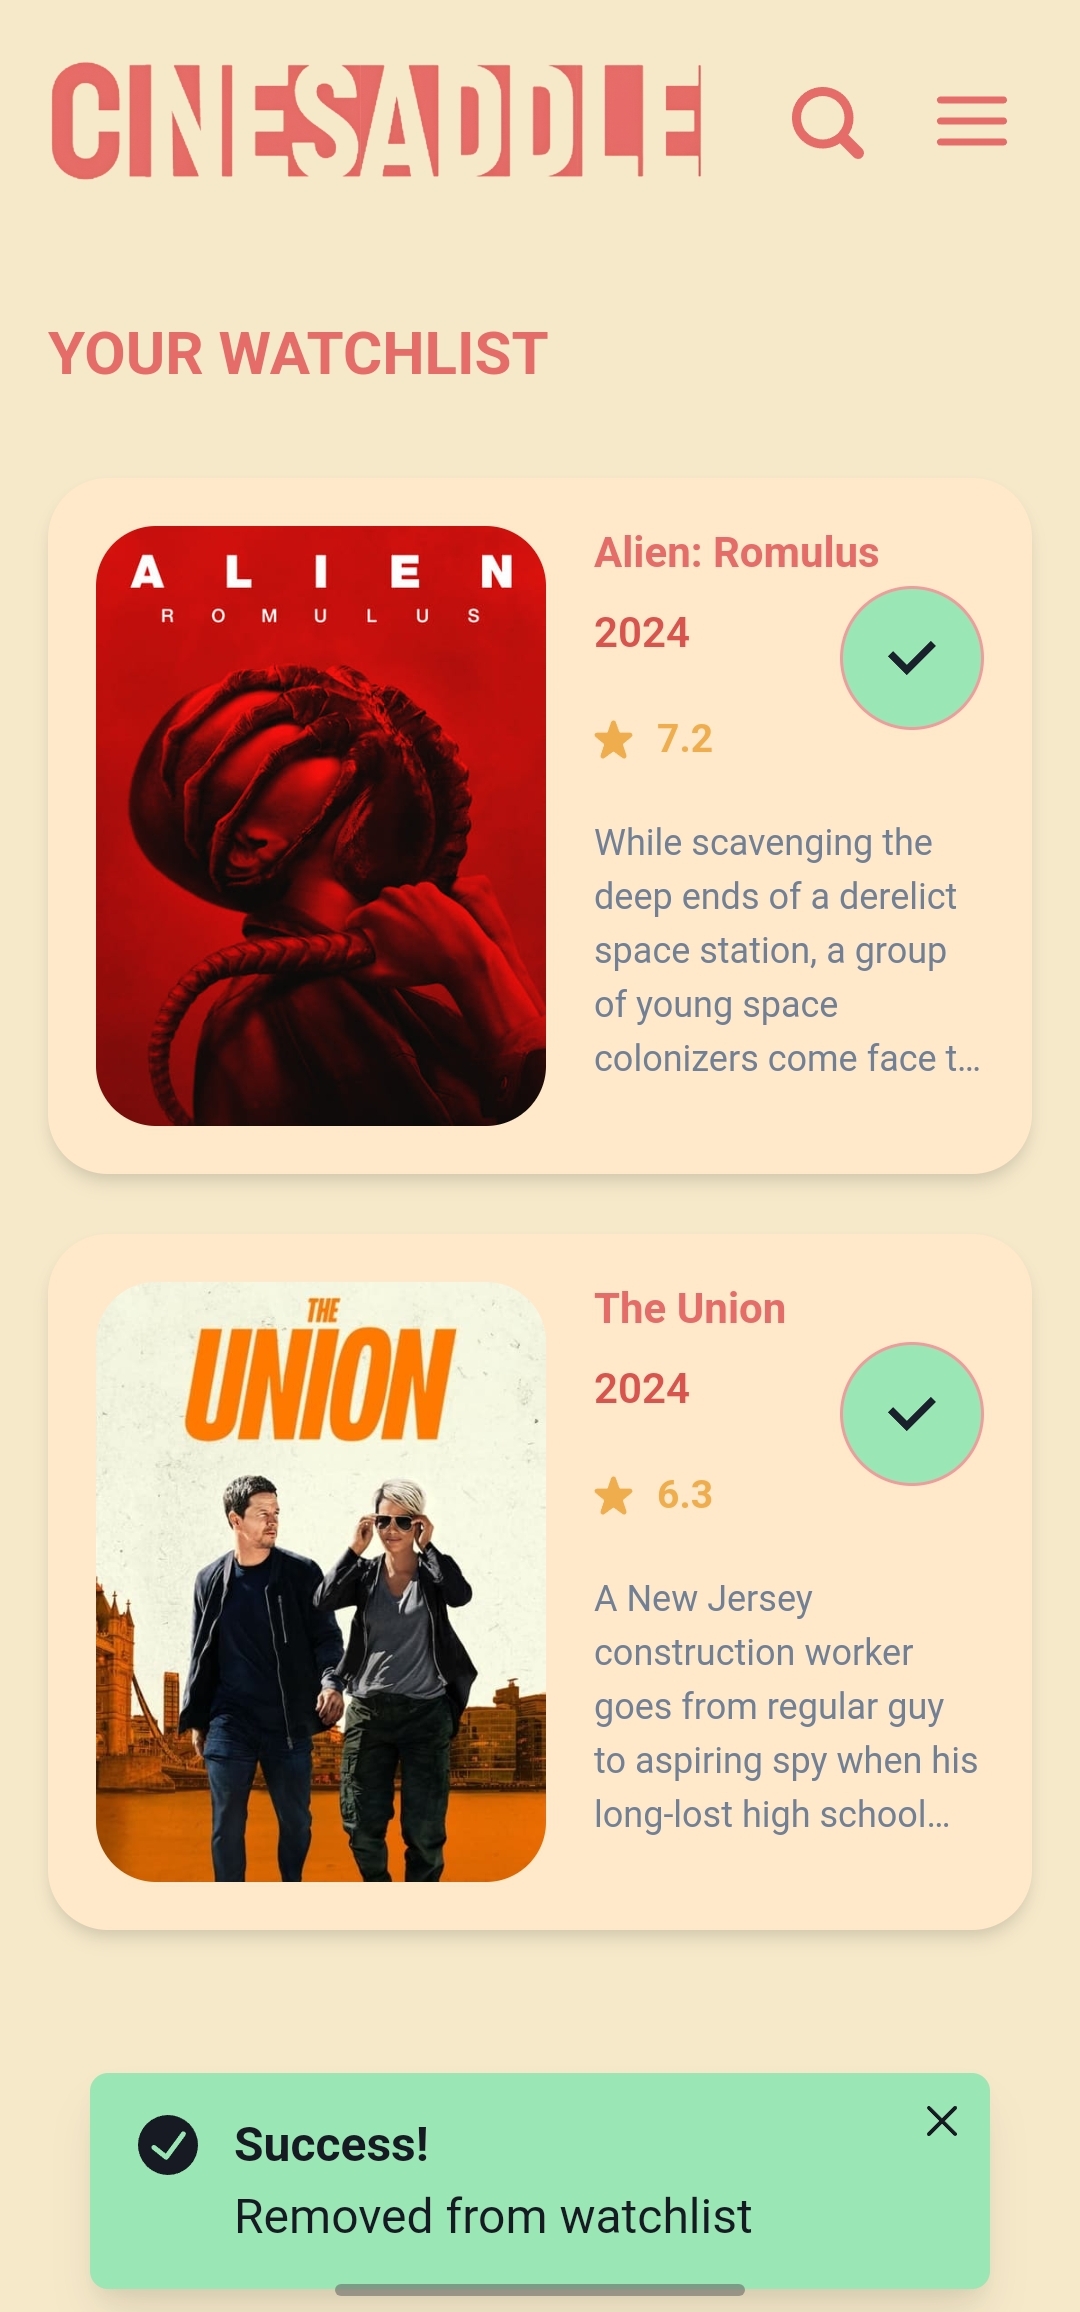 CINESADDLE
YOUR WATCHLIST
A L I E N
R O M U L U S
Alien: Romulus
2024
7.2
While scavenging the
deep ends of a derelict
space station, a group
of young space
colonizers come face t...
THE
UNION
The Union
2024
6.3
A New Jersey
construction worker
goes from regular guy
to aspiring spy when his
long-lost high school...
Success!
Removed from watchlist